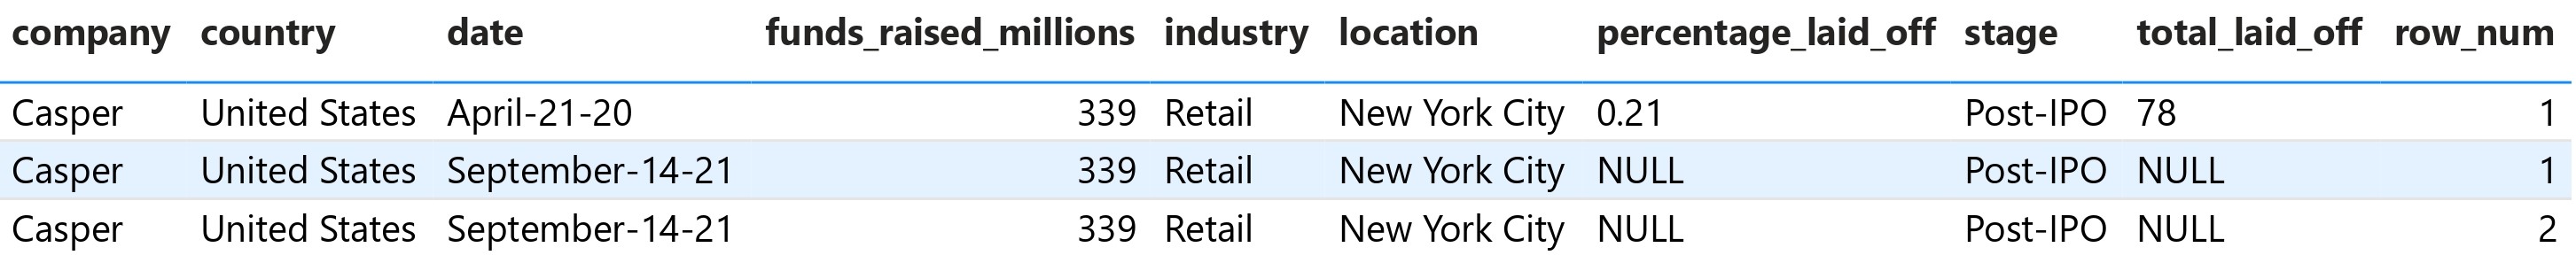 company country date funds_raised_millions industry location percentage_laid_off stage total_laid_off row_num
Casper United States April-21-20 339 Retail New York City 0.21 Post-IPO 78 1
Casper United States September-14-21 339 Retail New York City NULL Post-IPO NULL 1
Casper United States September-14-21 339 Retail New York City NULL Post-IPO NULL 2